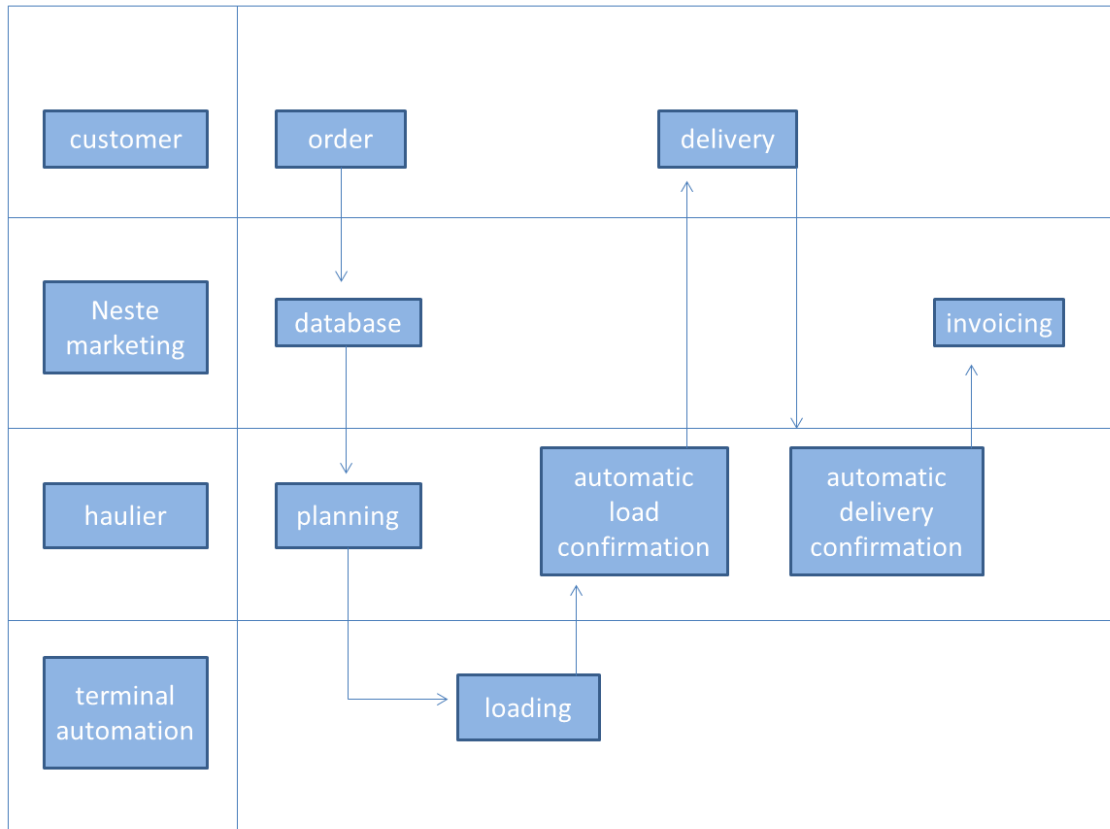 customer
order
delivery
Neste
marketing
database
invoicing
haulier
planning
automatic
load
confirmation
automatic
delivery
confirmation
terminal
automation
loading